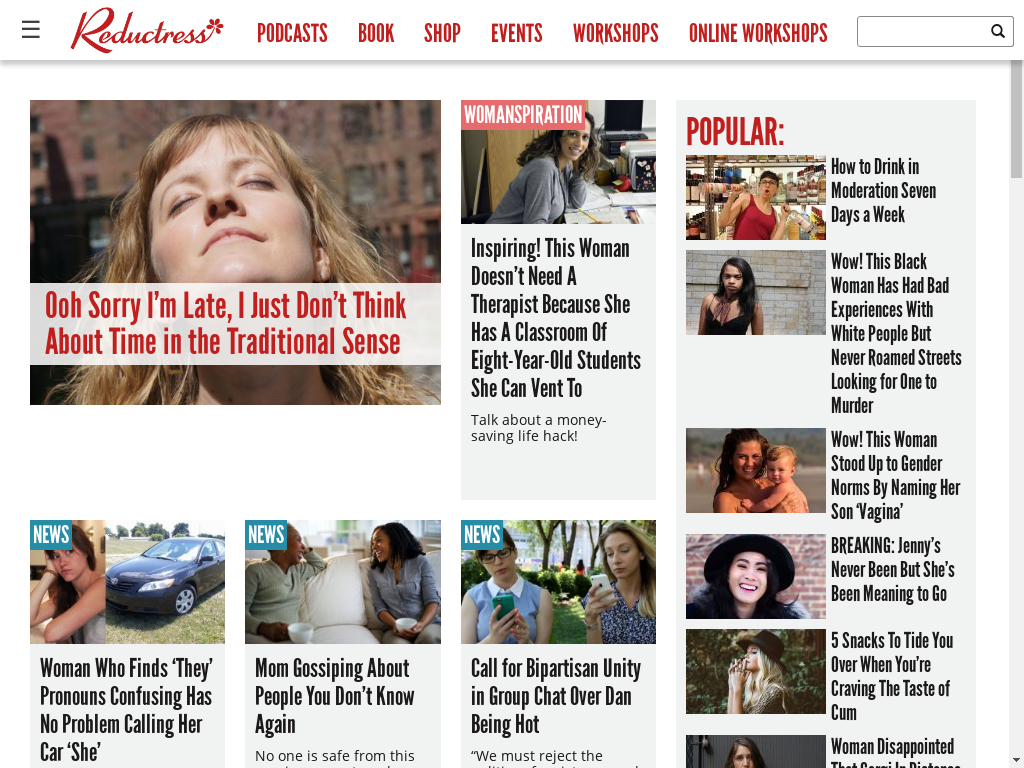 ☰
Reductress
PODCASTS
BOOK
SHOP
EVENTS
WORKSHOPS
ONLINE WORKSHOPS
Ooh Sorry I'm Late, I Just Don't Think
About Time in the Traditional Sense
WOMANSPIRATION
Inspiring! This Woman
Doesn't Need A
Therapist Because She
Has A Classroom Of
Eight-Year-Old Students
She Can Vent To
Talk about a money-
saving life hack!
NEWS
Woman Who Finds ‘They’
Pronouns Confusing Has
No Problem Calling Her
Car ‘She’
NEWS
Mom Gossiping About
People You Don't Know
Again
No one is safe from this
NEWS
Call for Bipartisan Unity
in Group Chat Over Dan
Being Hot
“We must reject the
POPULAR:
How to Drink in
Moderation Seven
Days a Week
Wow! This Black
Woman Has Had Bad
Experiences With
White People But
Never Roamed Streets
Looking for One to
Murder
Wow! This Woman
Stood Up to Gender
Norms By Naming Her
Son ‘Vagina’
BREAKING: Jenny's
Never Been But She's
Been Meaning to Go
5 Snacks To Tide You
Over When You're
Craving The Taste of
Cum
Woman Disappointed